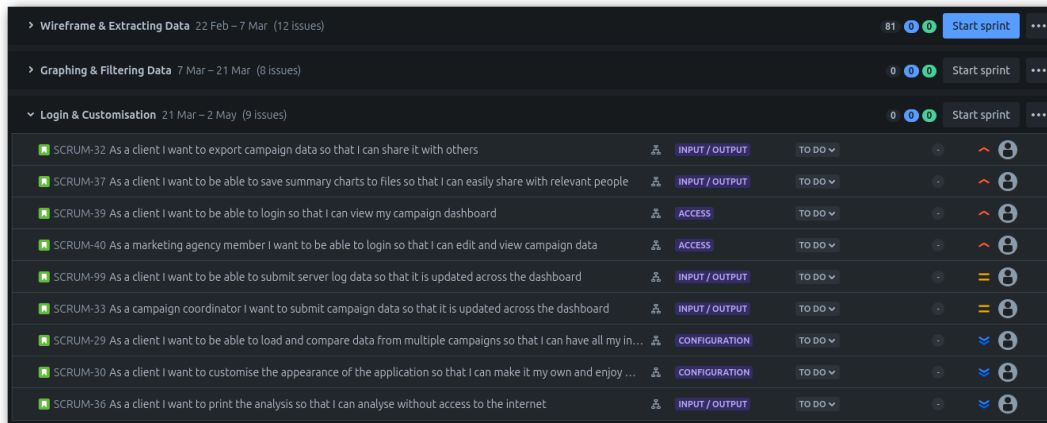 Wireframe & Extracting Data 22 Feb – 7 Mar (12 issues) 81 0 0 Start sprint ...
Graphing & Filtering Data 7 Mar – 21 Mar (8 issues) 0 0 0 Start sprint ...
Login & Customisation 21 Mar – 2 May (9 issues) 0 0 0 Start sprint ...
SCRUM-32 As a client I want to export campaign data so that I can share it with others INPUT / OUTPUT TO DO -
SCRUM-37 As a client I want to be able to save summary charts to files so that I can easily share with relevant people INPUT / OUTPUT TO DO -
SCRUM-39 As a client I want to be able to login so that I can view my campaign dashboard ACCESS TO DO -
SCRUM-40 As a marketing agency member I want to be able to login so that I can edit and view campaign data ACCESS TO DO -
SCRUM-99 As a client I want to be able to submit server log data so that it is updated across the dashboard INPUT / OUTPUT TO DO -
SCRUM-33 As a campaign coordinator I want to submit campaign data so that it is updated across the dashboard INPUT / OUTPUT TO DO -
SCRUM-29 As a client I want to be able to load and compare data from multiple campaigns so that I can have all my in... CONFIGURATION TO DO -
SCRUM-30 As a client I want to customise the appearance of the application so that I can make it my own and enjoy ... CONFIGURATION TO DO -
SCRUM-36 As a client I want to print the analysis so that I can analyse without access to the internet INPUT / OUTPUT TO DO -